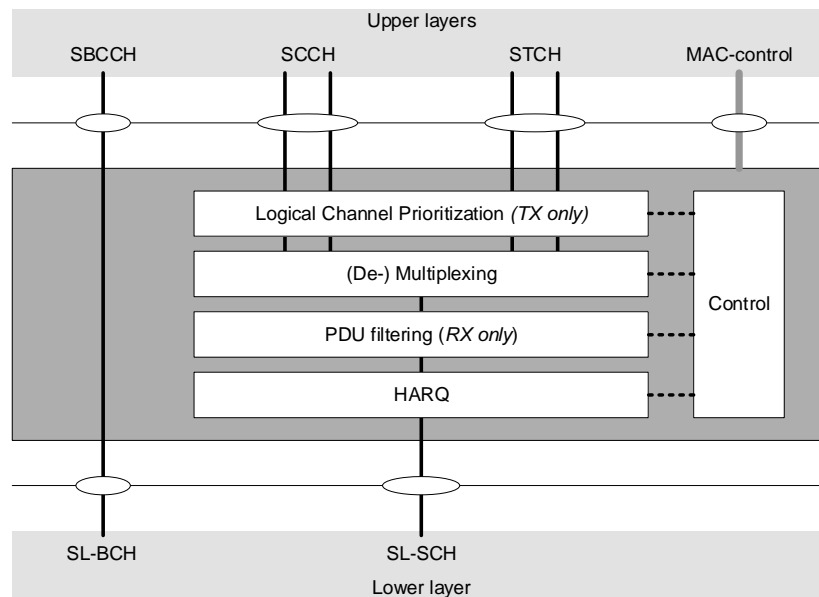 Upper layers
SBCCH SCCH STCH MAC-control
Logical Channel Prioritization (TX only)
(De-) Multiplexing
Control
PDU filtering (RX only)
HARQ
SL-BCH SL-SCH
Lower layer